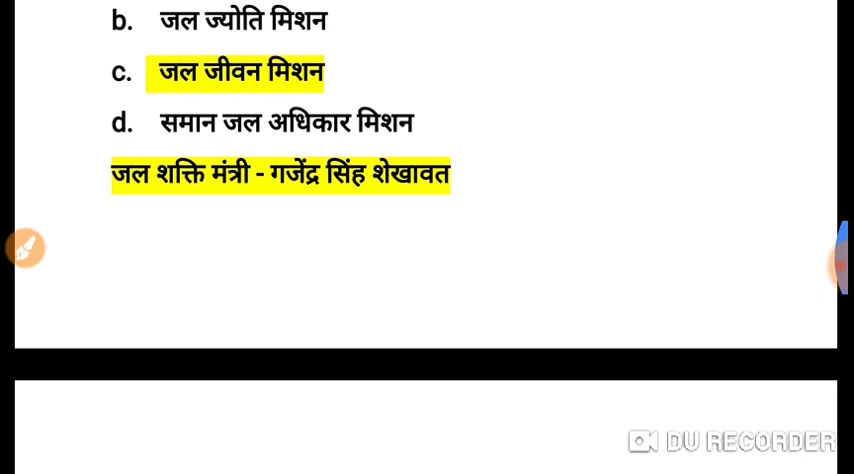 b. जल ज्योति मिशन
c. जल जीवन मिशन
d. समान जल अधिकार मिशन
जल शक्ति मंत्री - गजेंद्र सिंह शेखावत
DU RECORDER